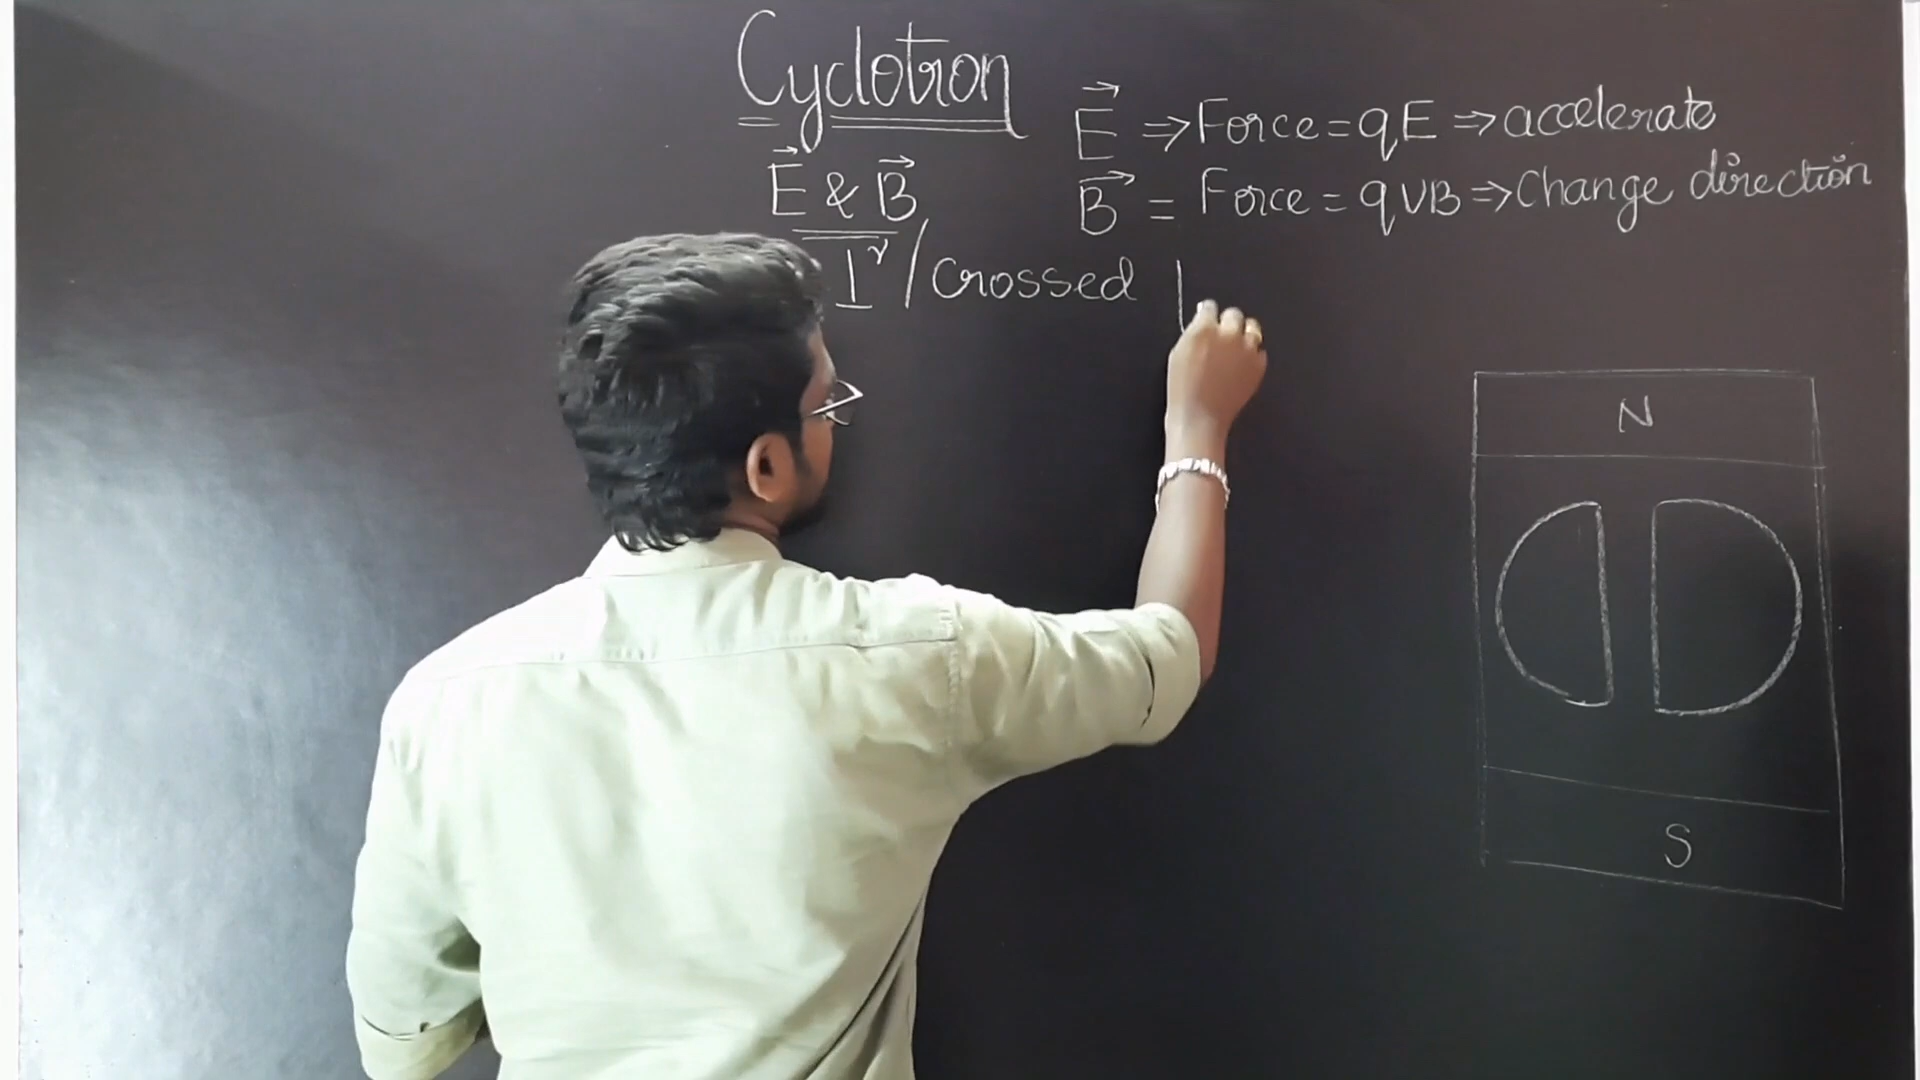 Cyclotron
E⃗ ⇒ Force = qE ⇒ accelerate
E⃗ & B⃗
B⃗ = Force = qVB ⇒ Change direction
⊥r / Crossed
N
S